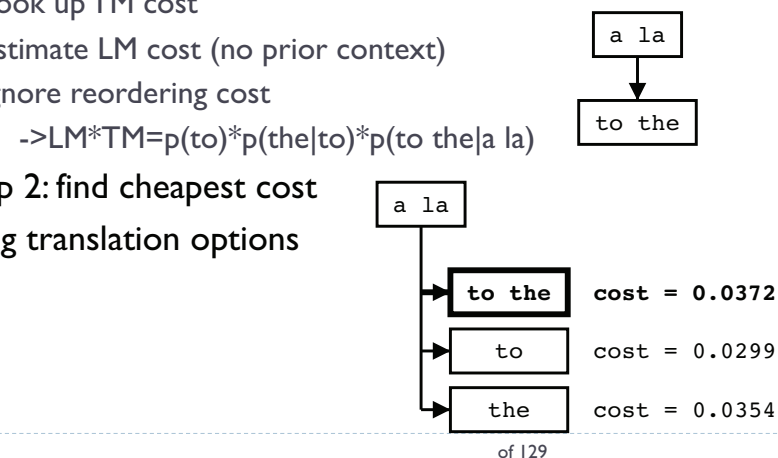 ook up TM cost
stimate LM cost (no prior context)
gnore reordering cost
->LM*TM=p(to)*p(the|to)*p(to the|a la)
a la
to the
p 2: find cheapest cost
g translation options
a la
to the cost = 0.0372
to cost = 0.0299
the cost = 0.0354
of 129